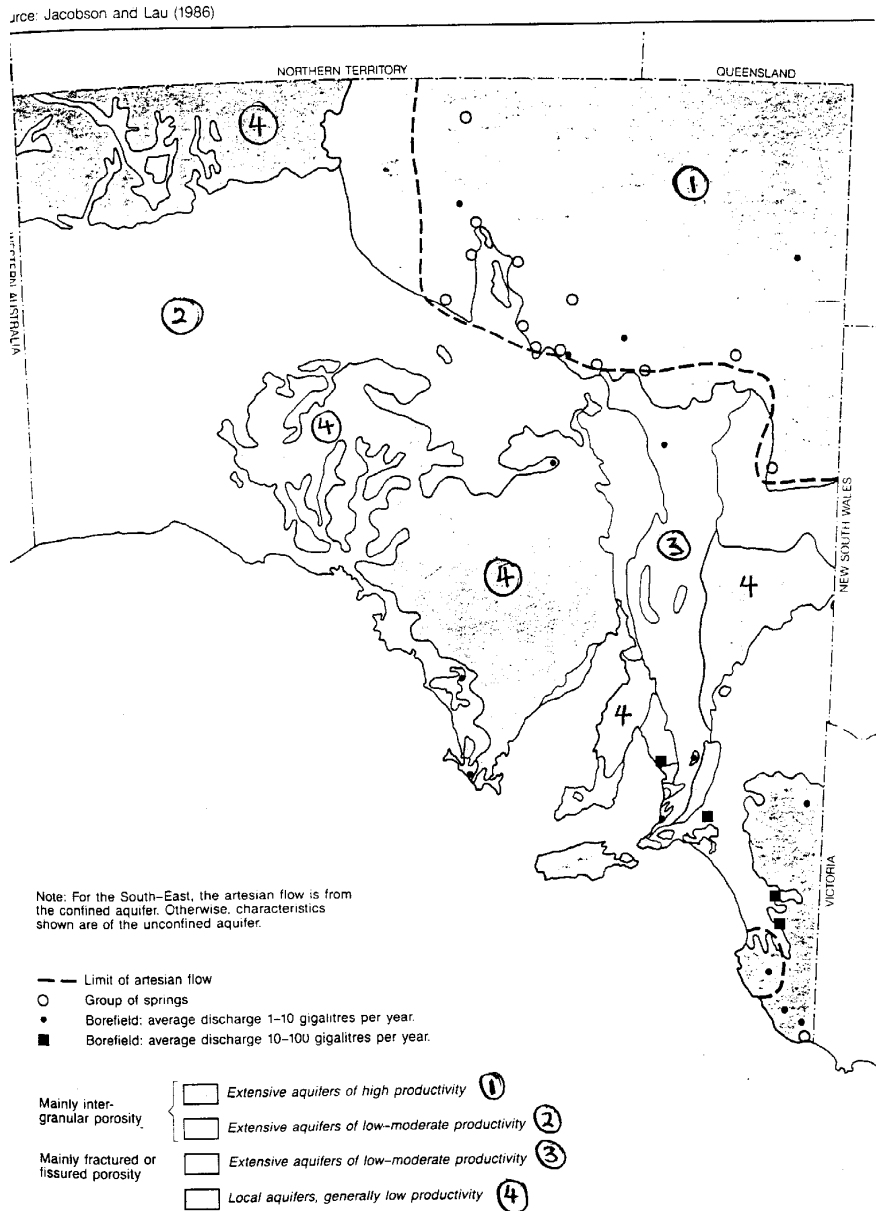 urce: Jacobson and Lau (1986)
NORTHERN TERRITORY
QUEENSLAND
4
1
WESTERN AUSTRALIA
2
4
NEW SOUTH WALES
3
4
4
4
VICTORIA
Note: For the South-East, the artesian flow is from
the confined aquifer. Otherwise, characteristics
shown are of the unconfined aquifer.
Limit of artesian flow
Group of springs
Borefield: average discharge 1-10 gigalitres per year.
Borefield: average discharge 10-100 gigalitres per year.
Mainly inter-
granular porosity
Extensive aquifers of high productivity 1
Extensive aquifers of low-moderate productivity 2
Mainly fractured or
fissured porosity
Extensive aquifers of low-moderate productivity 3
Local aquifers, generally low productivity 4